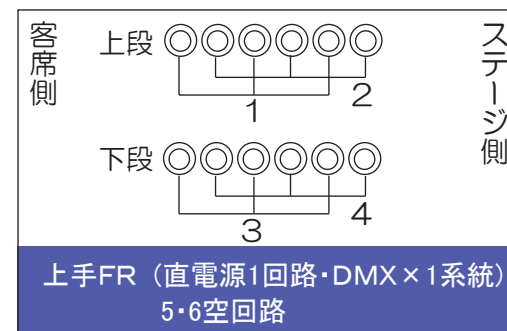 客席側
上段
1
2
ステージ側
下段
3
4
上手FR（直電源1回路・DMX×1系統）
5・6空回路